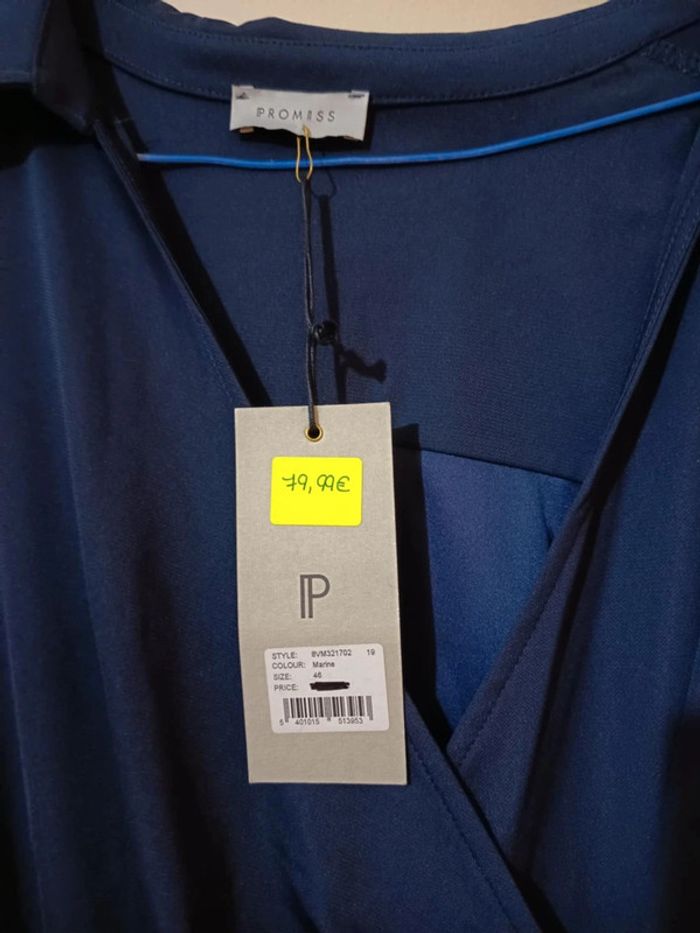 PROMISS
79,99€
P
STYLE: 8VM321702 19
COLOUR: Marine
SIZE: 46
PRICE:
5 401015 513953